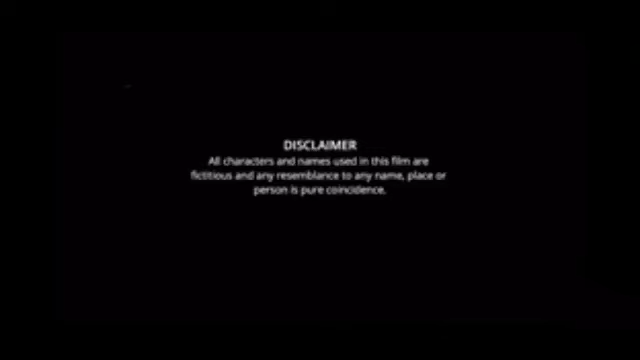 DISCLAIMER
All characters and names used in this film are
fictitious and any resemblance to any name, place or
person is pure coincidence.